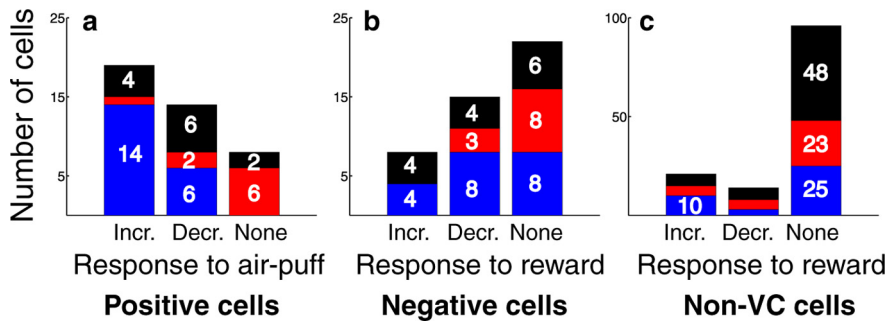 Number of cells
a
25
15
5
4
14
6
2
6
2
6
Incr. Decr. None
Response to air-puff
Positive cells
b
25
15
5
4
4
4
3
8
6
8
8
Incr. Decr. None
Response to reward
Negative cells
c
100
50
10
48
23
25
Incr. Decr. None
Response to reward
Non-VC cells